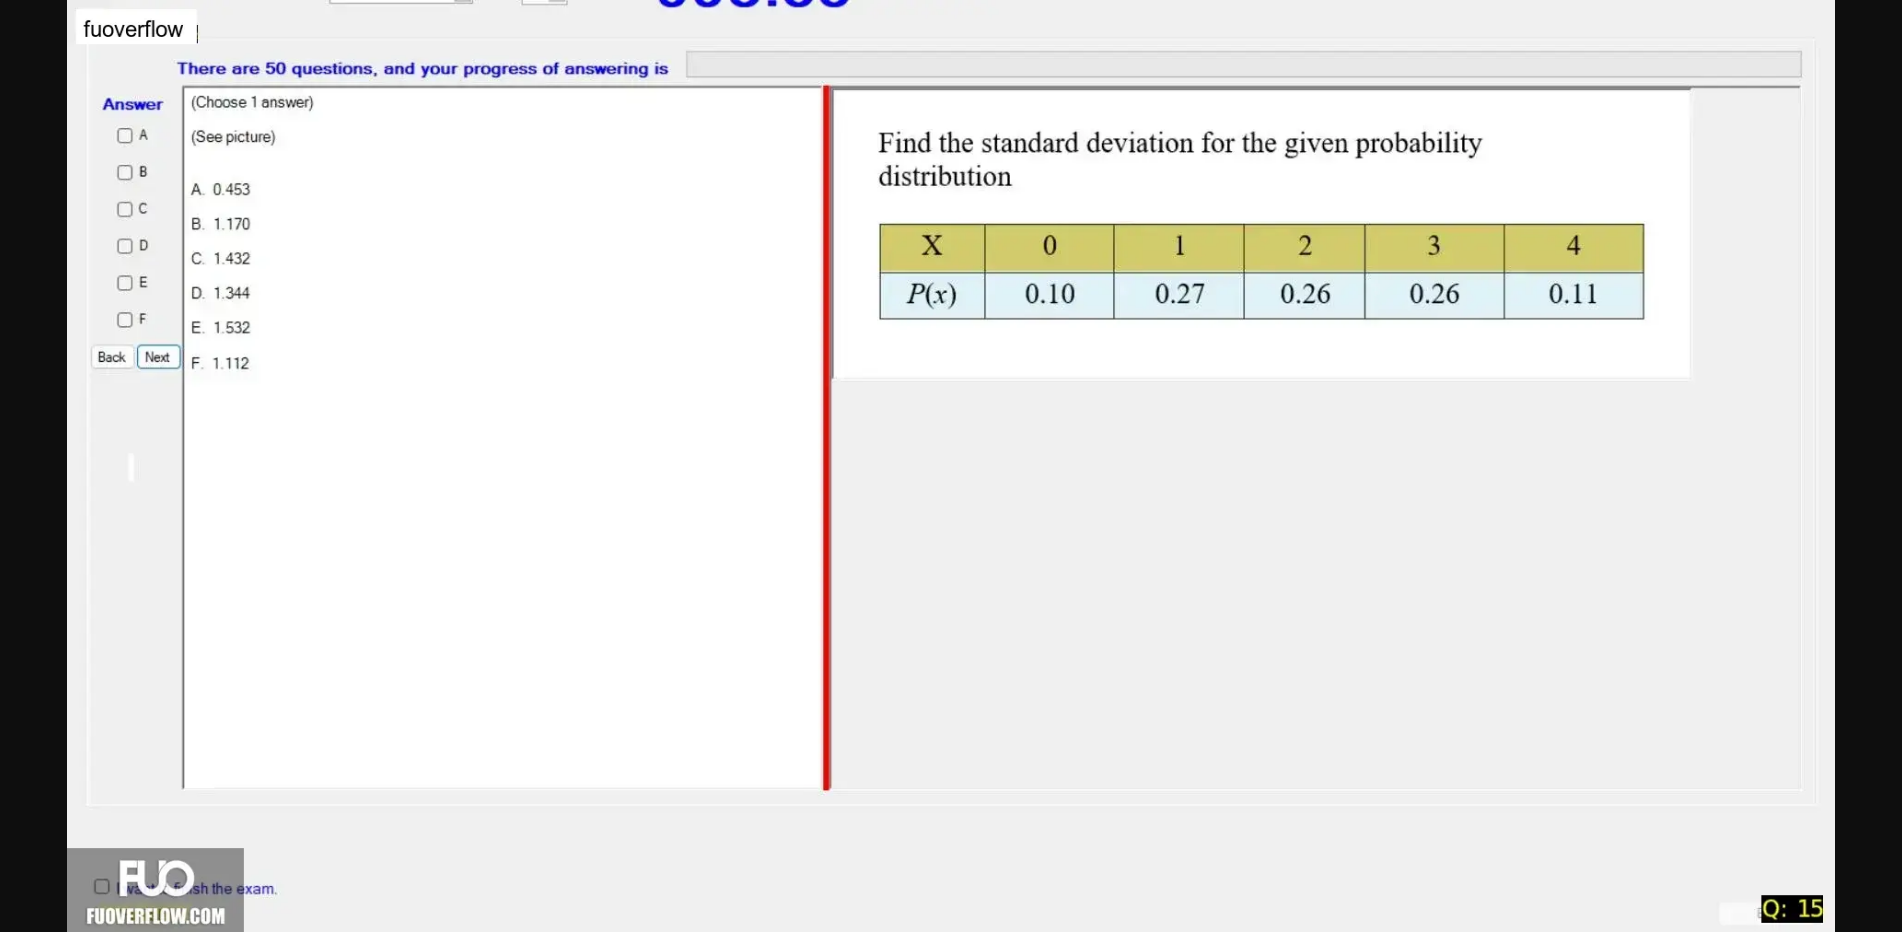 fuoverflow
There are 50 questions, and your progress of answering is
Answer
A
B
C
D
E
F
Back Next
(Choose 1 answer)
(See picture)
A. 0.453
B. 1.170
C. 1.432
D. 1.344
E. 1.532
F. 1.112
Find the standard deviation for the given probability
distribution
X 0 1 2 3 4
P(x) 0.10 0.27 0.26 0.26 0.11
FUO
the exam.
FUOVERFLOW.COM
Q: 15